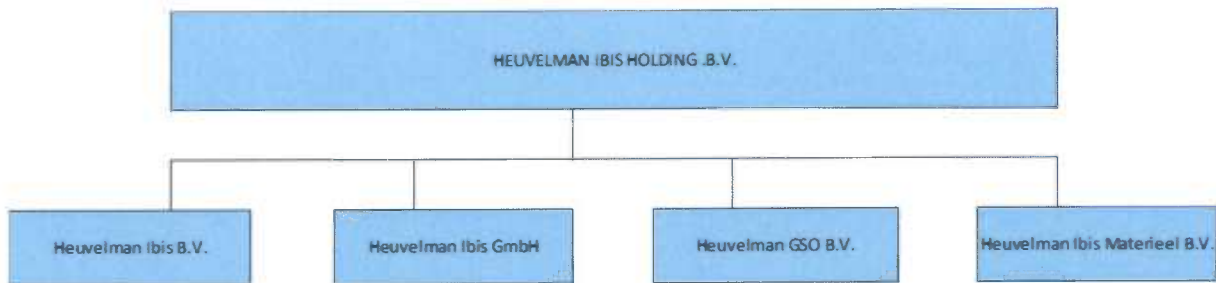 HEUVELMAN IBIS HOLDING .B.V.
Heuvelman Ibis B.V.
Heuvelman Ibis GmbH
Heuvelman GSO B.V.
Heuvelman Ibis Materieel B.V.